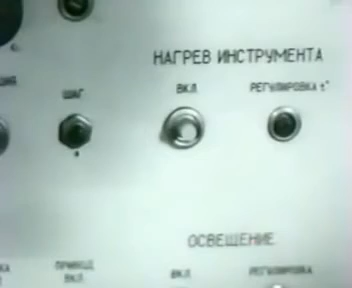 НАГРЕВ ИНСТРУМЕНТА
ШАГ ВКЛ РЕГУЛИРОВКА t°
ОСВЕЩЕНИЕ
ПРИВОД ВКЛ РЕГУЛИРОВКА
ВКЛ